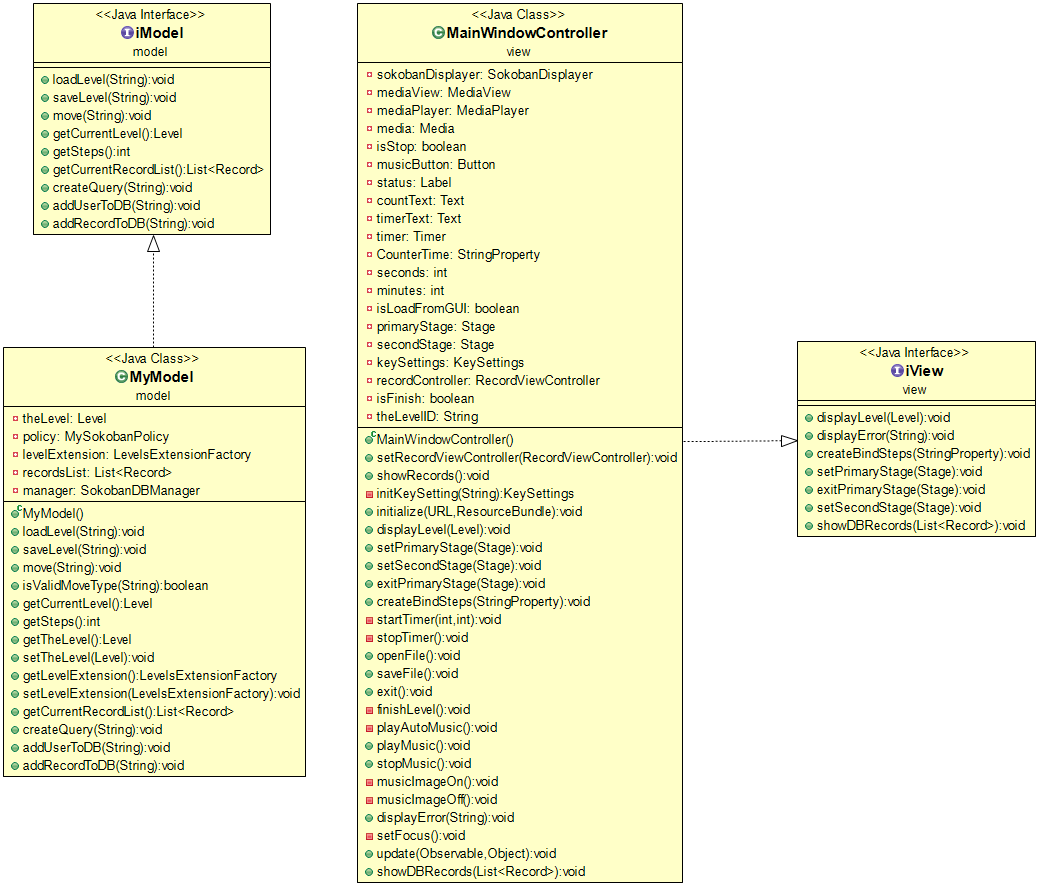 <<Java Interface>>
iModel
model
loadLevel(String):void
saveLevel(String):void
move(String):void
getCurrentLevel():Level
getSteps():int
getCurrentRecordList():List<Record>
createQuery(String):void
addUserToDB(String):void
addRecordToDB(String):void
<<Java Class>>
MyModel
model
theLevel: Level
policy: MySokobanPolicy
levelExtension: LevelsExtensionFactory
recordsList: List<Record>
manager: SokobanDBManager
MyModel()
loadLevel(String):void
saveLevel(String):void
move(String):void
isValidMoveType(String):boolean
getCurrentLevel():Level
getSteps():int
getTheLevel():Level
setTheLevel(Level):void
getLevelExtension():LevelsExtensionFactory
setLevelExtension(LevelsExtensionFactory):void
getCurrentRecordList():List<Record>
createQuery(String):void
addUserToDB(String):void
addRecordToDB(String):void
<<Java Class>>
MainWindowController
view
sokobanDisplayer: SokobanDisplayer
mediaView: MediaView
mediaPlayer: MediaPlayer
media: Media
isStop: boolean
musicButton: Button
status: Label
countText: Text
timerText: Text
timer: Timer
CounterTime: StringProperty
seconds: int
minutes: int
isLoadFromGUI: boolean
primaryStage: Stage
secondStage: Stage
keySettings: KeySettings
recordController: RecordViewController
isFinish: boolean
theLevelID: String
MainWindowController()
setRecordViewController(RecordViewController):void
showRecords():void
initKeySetting(String):KeySettings
initialize(URL,ResourceBundle):void
displayLevel(Level):void
setPrimaryStage(Stage):void
setSecondStage(Stage):void
exitPrimaryStage(Stage):void
createBindSteps(StringProperty):void
startTimer(int,int):void
stopTimer():void
openFile():void
saveFile():void
exit():void
finishLevel():void
playAutoMusic():void
playMusic():void
stopMusic():void
musicImageOn():void
musicImageOff():void
displayError(String):void
setFocus():void
update(Observable,Object):void
showDBRecords(List<Record>):void
<<Java Interface>>
iView
view
displayLevel(Level):void
displayError(String):void
createBindSteps(StringProperty):void
setPrimaryStage(Stage):void
exitPrimaryStage(Stage):void
setSecondStage(Stage):void
showDBRecords(List<Record>):void